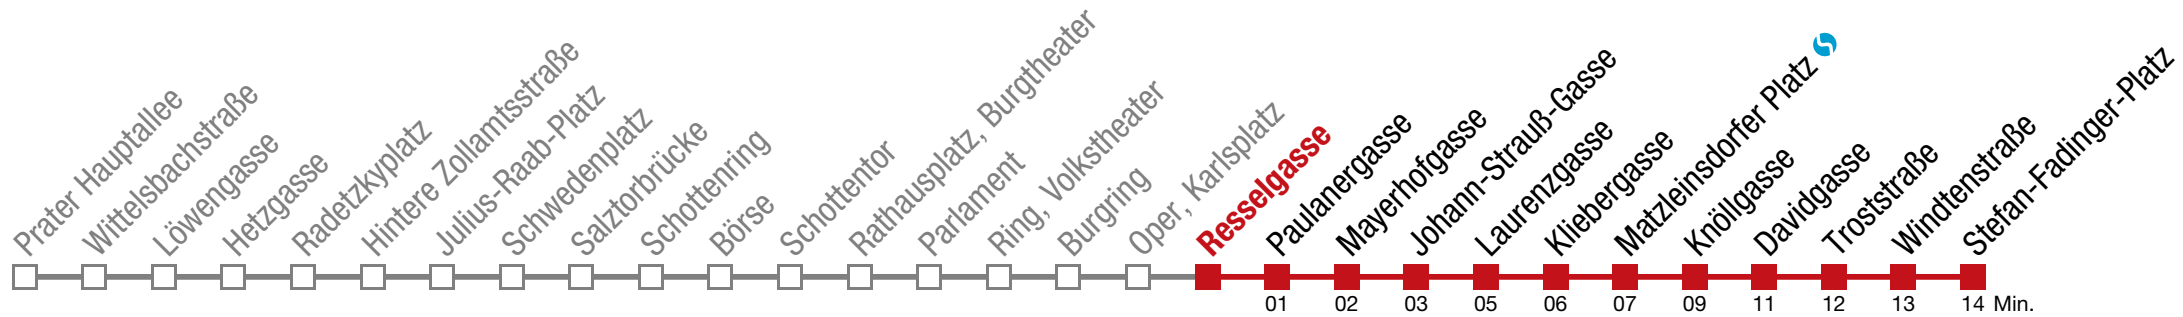 Prater Hauptallee
Wittelsbachstraße
Löwengasse
Hetzgasse
Radetzkyplatz
Hintere Zollamtsstraße
Julius-Raab-Platz
Schwedenplatz
Salztorbrücke
Schottenring
Börse
Schottentor
Rathausplatz, Burgtheater
Parlament
Ring, Volkstheater
Burgring
Oper, Karlsplatz
Resselgasse
Paulanergasse
Mayerhofgasse
Johann-Strauß-Gasse
Laurenzgasse
Kliebergasse
Matzleinsdorfer Platz
Knöllgasse
Davidgasse
Troststraße
Windtenstraße
Stefan-Fadinger-Platz
01 02 03 05 06 07 09 11 12 13 14 Min.